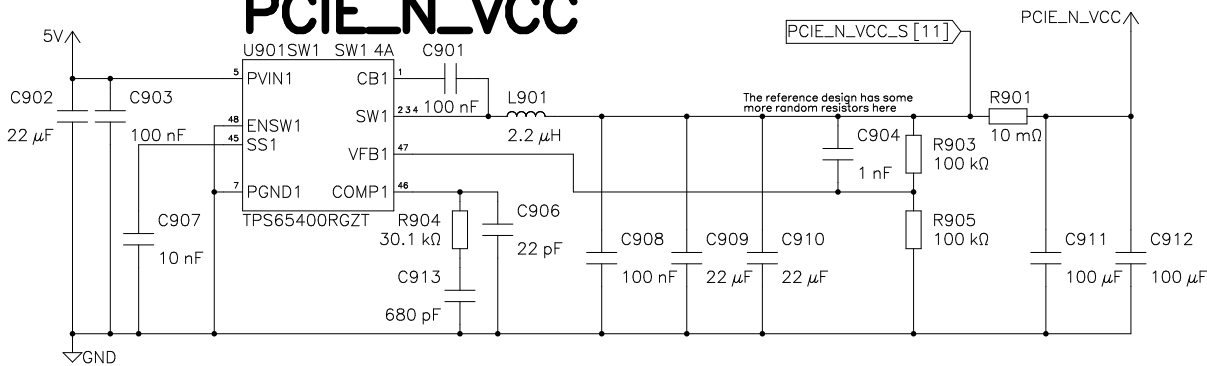 PCIE_N_VCC
5V
U901SW1 SW1 4A
C901
100 nF
PCIE_N_VCC_S [11]
PCIE_N_VCC
5 PVIN1
CB1 1
C902
22 µF
C903
100 nF
48 ENSW1
45 SS1
SW1 2 3 4
L901
2.2 µH
The reference design has some
more random resistors here
R901
10 mΩ
VFB1 47
C904
1 nF
R903
100 kΩ
7 PGND1
COMP1 46
TPS65400RGZT
C907
10 nF
R904
30.1 kΩ
C906
22 pF
C913
680 pF
C908
100 nF
C909
22 µF
C910
22 µF
R905
100 kΩ
C911
100 µF
C912
100 µF
GND